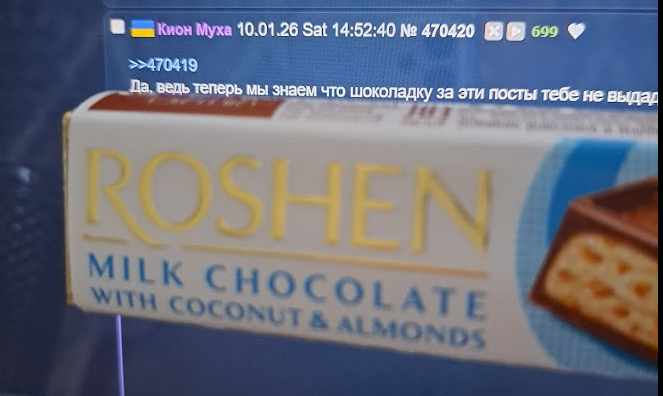 Кион Муха 10.01.26 Sat 14:52:40 № 470420 699
>>470419
Да, ведь теперь мы знаем что шоколадку за эти посты тебе не выдад
ROSHEN
MILK CHOCOLATE
WITH COCONUT & ALMONDS